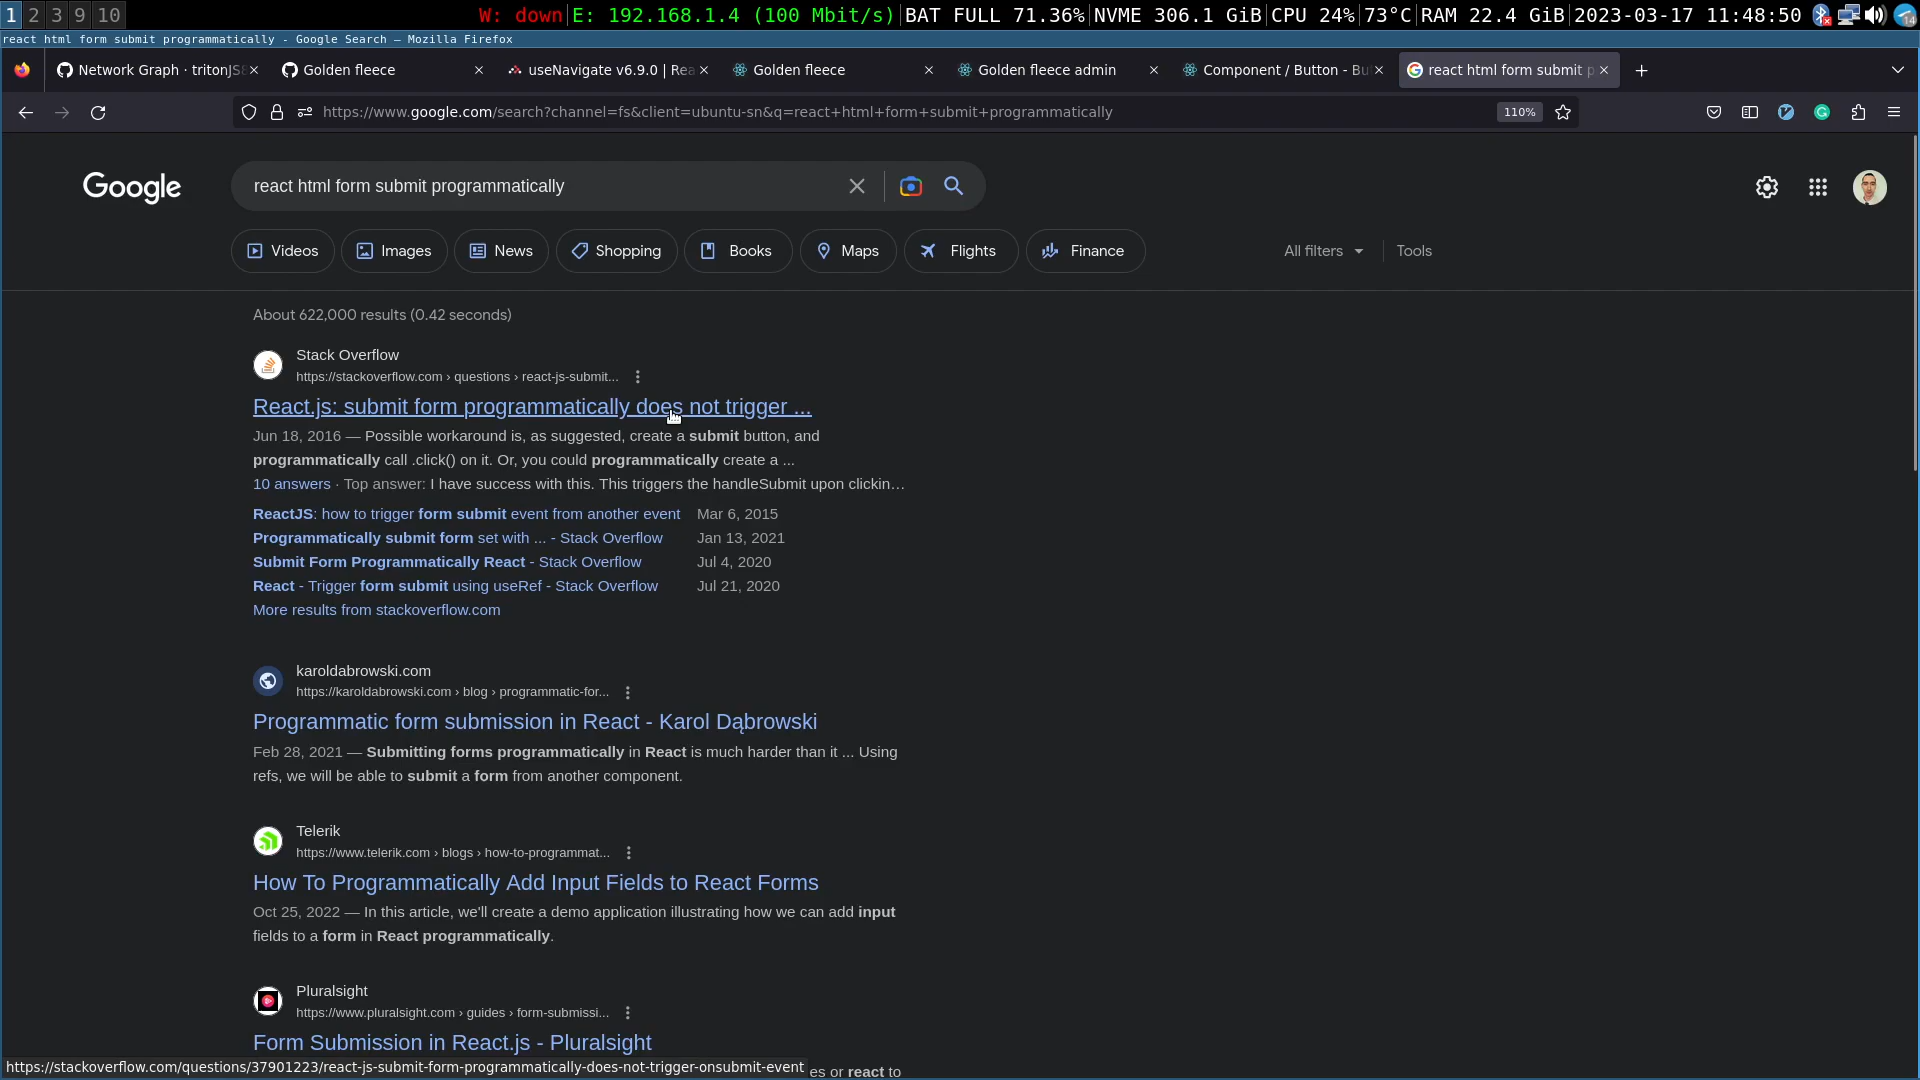 1 2 3 9 10 W: down|E: 192.168.1.4 (100 Mbit/s)|BAT FULL 71.36%|NVME 306.1 GiB|CPU 24%|73°C|RAM 22.4 GiB|2023-03-17 11:48:50 14
react html form submit programmatically - Google Search — Mozilla Firefox
Network Graph · tritonJS8 Golden fleece useNavigate v6.9.0 | Rea Golden fleece Golden fleece admin Component / Button - Bu react html form submit p
https://www.google.com/search?channel=fs&client=ubuntu-sn&q=react+html+form+submit+programmatically 110%
Google react html form submit programmatically
Videos Images News Shopping Books Maps Flights Finance All filters Tools
About 622,000 results (0.42 seconds)
Stack Overflow
https://stackoverflow.com › questions › react-js-submit...
React.js: submit form programmatically does not trigger ...
Jun 18, 2016 — Possible workaround is, as suggested, create a submit button, and
programmatically call .click() on it. Or, you could programmatically create a ...
10 answers · Top answer: I have success with this. This triggers the handleSubmit upon clickin…
ReactJS: how to trigger form submit event from another event Mar 6, 2015
Programmatically submit form set with ... - Stack Overflow Jan 13, 2021
Submit Form Programmatically React - Stack Overflow Jul 4, 2020
React - Trigger form submit using useRef - Stack Overflow Jul 21, 2020
More results from stackoverflow.com
karoldabrowski.com
https://karoldabrowski.com › blog › programmatic-for...
Programmatic form submission in React - Karol Dąbrowski
Feb 28, 2021 — Submitting forms programmatically in React is much harder than it ... Using
refs, we will be able to submit a form from another component.
Telerik
https://www.telerik.com › blogs › how-to-programmat...
How To Programmatically Add Input Fields to React Forms
Oct 25, 2022 — In this article, we'll create a demo application illustrating how we can add input
fields to a form in React programmatically.
Pluralsight
https://www.pluralsight.com › guides › form-submissi...
Form Submission in React.js - Pluralsight
https://stackoverflow.com/questions/37901223/react-js-submit-form-programmatically-does-not-trigger-onsubmit-event es or react to